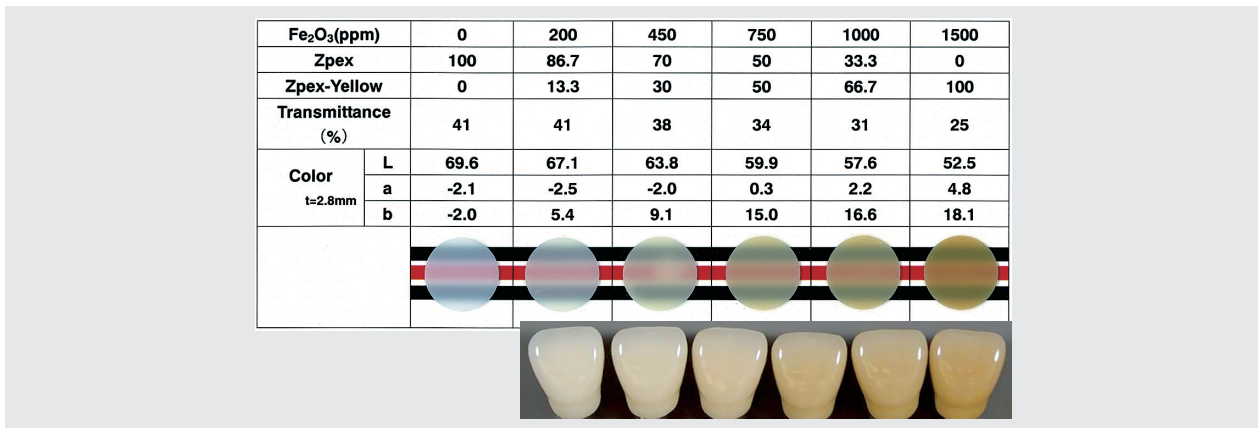 Fe₂O₃(ppm) 0 200 450 750 1000 1500
Zpex 100 86.7 70 50 33.3 0
Zpex-Yellow 0 13.3 30 50 66.7 100
Transmittance
(%) 41 41 38 34 31 25
Color
t=2.8mm
L 69.6 67.1 63.8 59.9 57.6 52.5
a -2.1 -2.5 -2.0 0.3 2.2 4.8
b -2.0 5.4 9.1 15.0 16.6 18.1